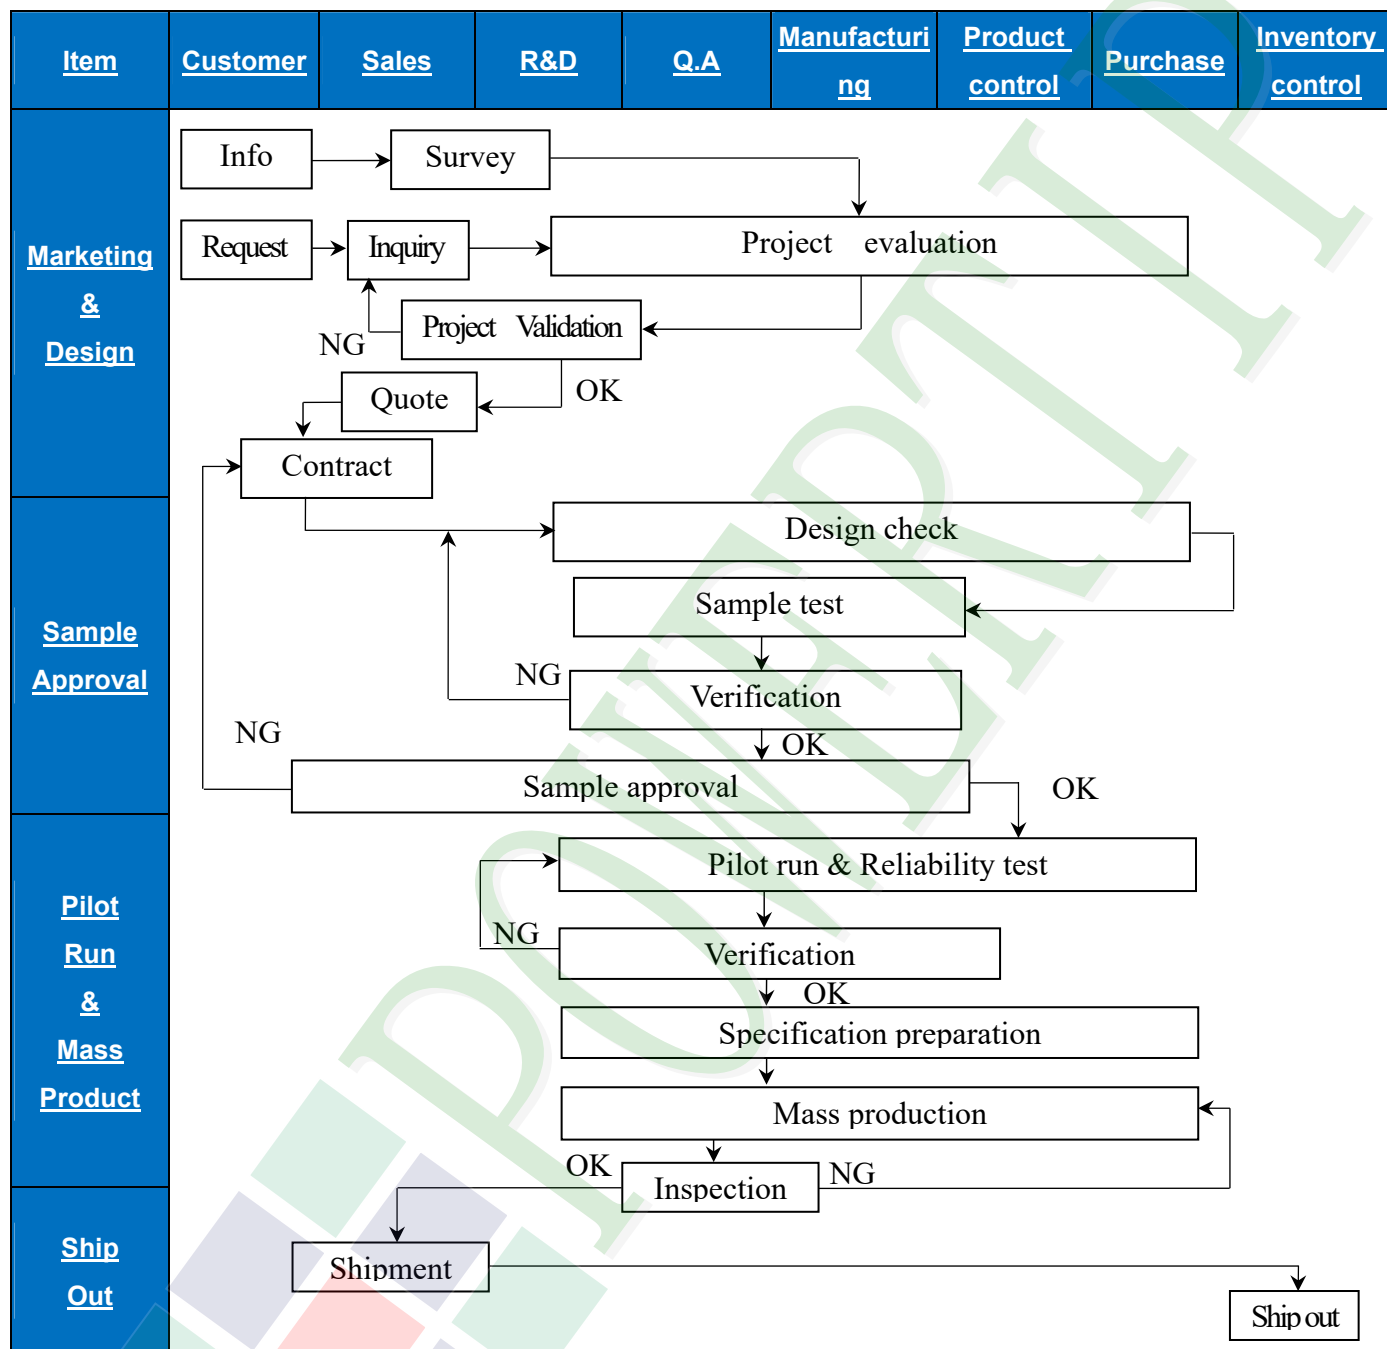 Item
Customer
Sales
R&D
Q.A
Manufacturi
ng
Product
control
Purchase
Inventory
control
Marketing
&
Design
Info
Survey
Request
Inquiry
Project evaluation
Project Validation
NG
OK
Quote
Contract
Sample
Approval
Design check
Sample test
NG
Verification
NG
OK
Sample approval
OK
Pilot
Run
&
Mass
Product
Pilot run & Reliability test
NG
Verification
OK
Specification preparation
Mass production
OK
Inspection
NG
Ship
Out
Shipment
Ship out
POWERTIP